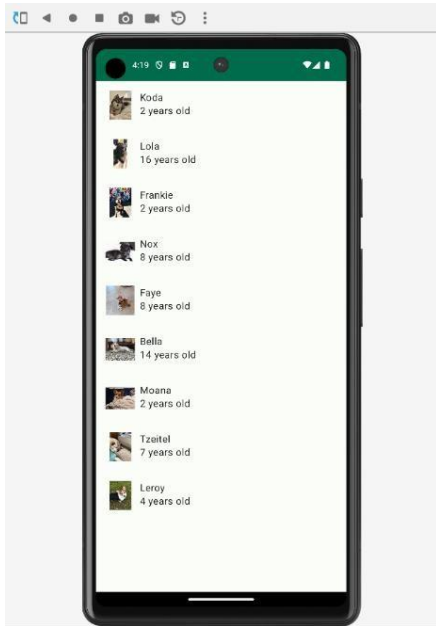 4:19
Koda
2 years old
Lola
16 years old
Frankie
2 years old
Nox
8 years old
Faye
8 years old
Bella
14 years old
Moana
2 years old
Tzeitel
7 years old
Leroy
4 years old